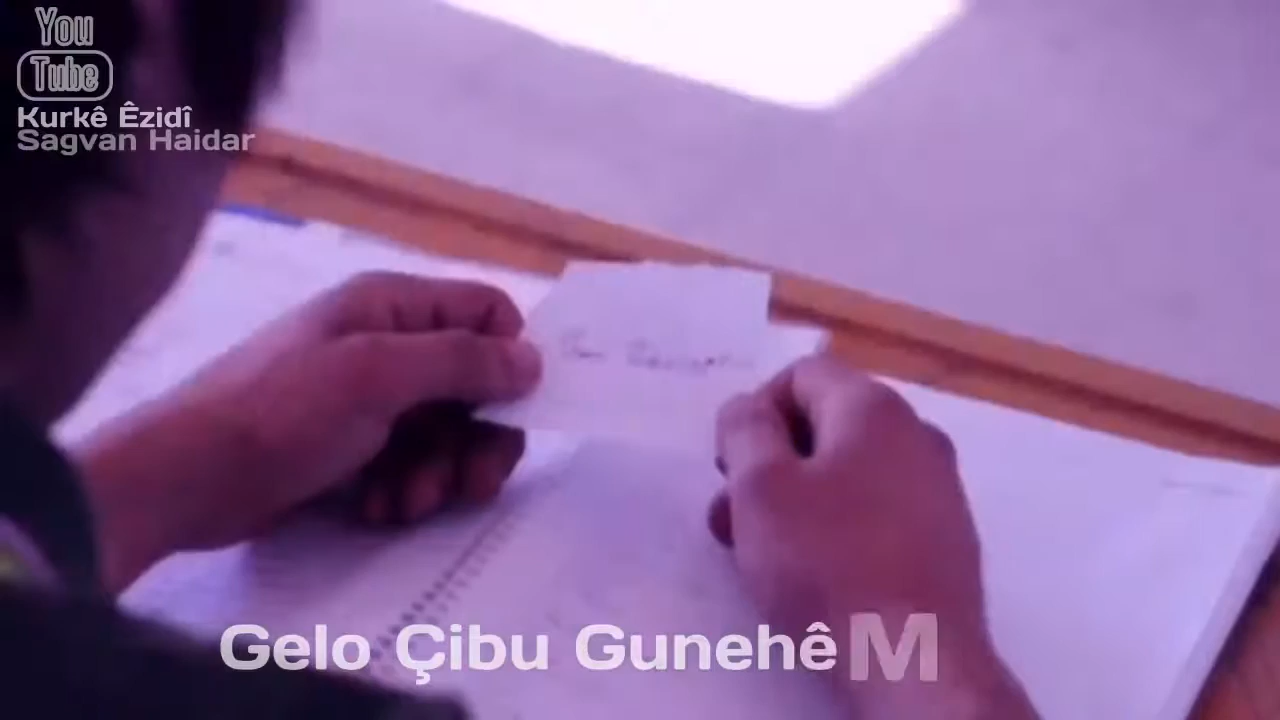 You
Tube
Kurkê Êzidî
Sagvan Haidar
Gelo Çibu Gunehê M